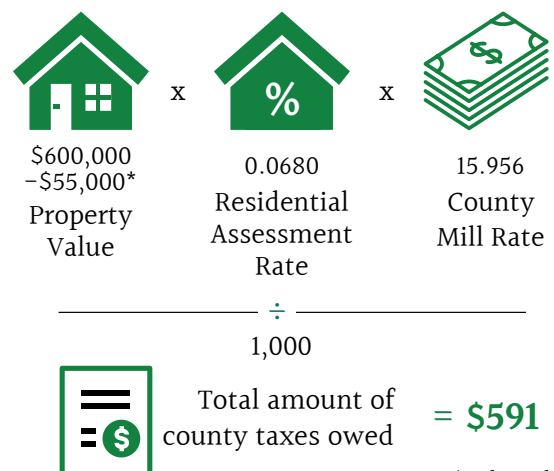 x
x
%
$
$600,000
–$55,000*
Property
Value
0.0680
Residential
Assessment
Rate
15.956
County
Mill Rate
÷
1,000
$
Total amount of
county taxes owed
= $591